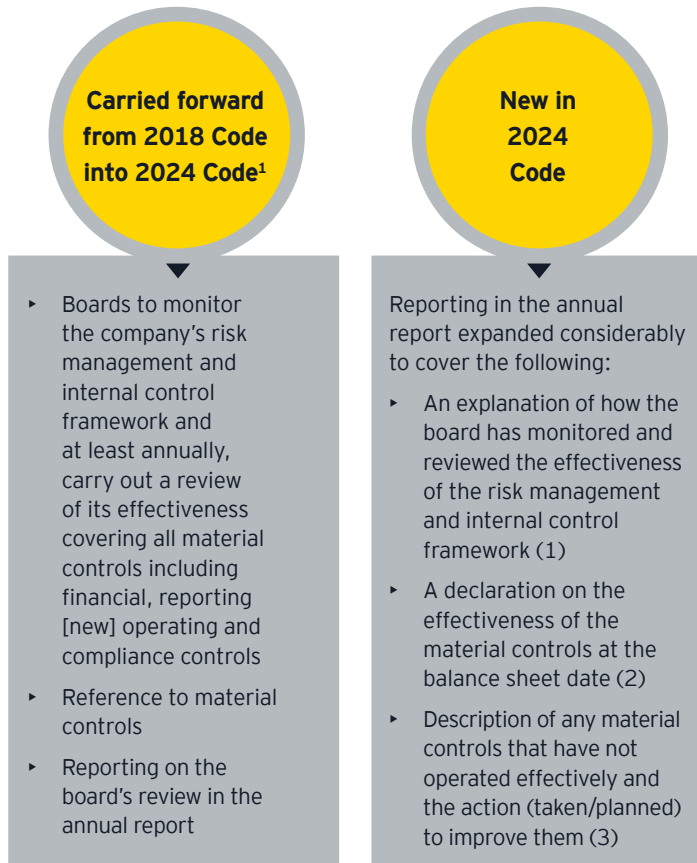 Carried forward
from 2018 Code
into 2024 Code¹
▸ Boards to monitor
the company’s risk
management and
internal control
framework and
at least annually,
carry out a review
of its effectiveness
covering all material
controls including
financial, reporting
[new] operating and
compliance controls
▸ Reference to material
controls
▸ Reporting on the
board’s review in the
annual report
New in
2024
Code
Reporting in the annual
report expanded considerably
to cover the following:
▸ An explanation of how the
board has monitored and
reviewed the effectiveness
of the risk management
and internal control
framework (1)
▸ A declaration on the
effectiveness of the
material controls at the
balance sheet date (2)
▸ Description of any material
controls that have not
operated effectively and
the action (taken/planned)
to improve them (3)